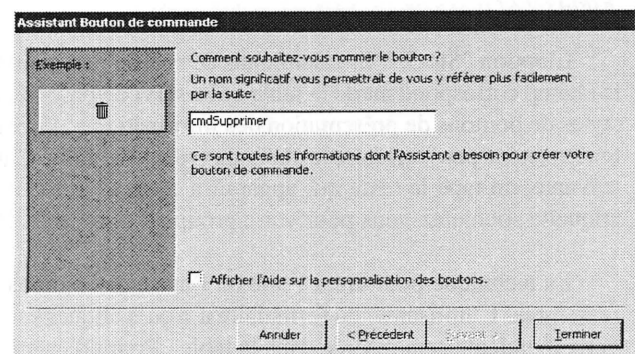 Assistant Bouton de commande
Exemple :
Comment souhaitez-vous nommer le bouton ?
Un nom significatif vous permettrait de vous y référer plus facilement
par la suite.
cmdSupprimer
Ce sont toutes les informations dont l'Assistant a besoin pour créer votre
bouton de commande.
Afficher l'Aide sur la personnalisation des boutons.
Annuler
< Précédent
Suivant >
Terminer